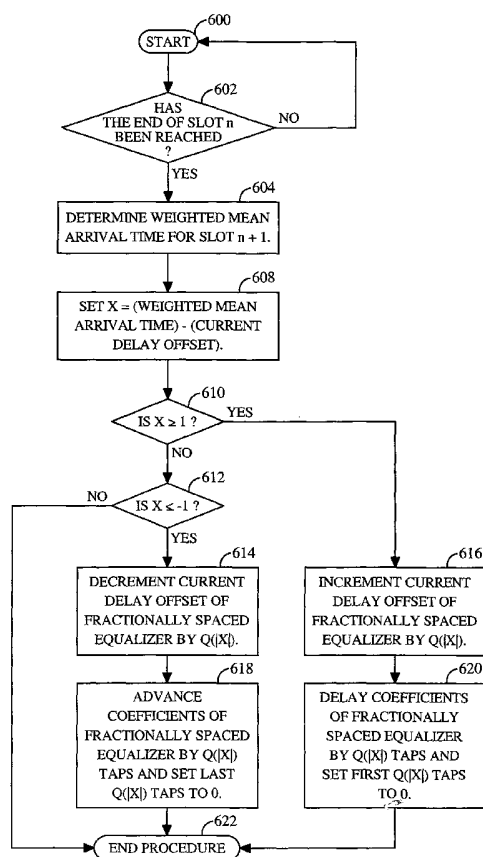 600
START
602
HAS
THE END OF SLOT n
BEEN REACHED
?
NO
YES
604
DETERMINE WEIGHTED MEAN
ARRIVAL TIME FOR SLOT n + 1.
608
SET X = (WEIGHTED MEAN
ARRIVAL TIME) - (CURRENT
DELAY OFFSET).
610
IS X ≥ 1 ?
YES
NO
612
NO
IS X ≤ -1 ?
YES
614
DECREMENT CURRENT
DELAY OFFSET OF
FRACTIONALLY SPACED
EQUALIZER BY Q(|X|).
616
INCREMENT CURRENT
DELAY OFFSET OF
FRACTIONALLY SPACED
EQUALIZER BY Q(|X|).
618
ADVANCE
COEFFICIENTS OF
FRACTIONALLY SPACED
EQUALIZER BY Q(|X|)
TAPS AND SET LAST
Q(|X|) TAPS TO 0.
620
DELAY COEFFICIENTS
OF FRACTIONALLY
SPACED EQUALIZER
BY Q(|X|) TAPS AND
SET FIRST Q(|X|) TAPS
TO 0.
622
END PROCEDURE